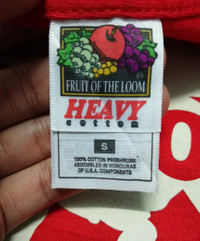 FRUIT OF THE LOOM
®
HEAVY
cotton
S
100% COTTON PRESHRUNK
ASSEMBLED IN HONDURAS
OF U.S.A. COMPONENTS